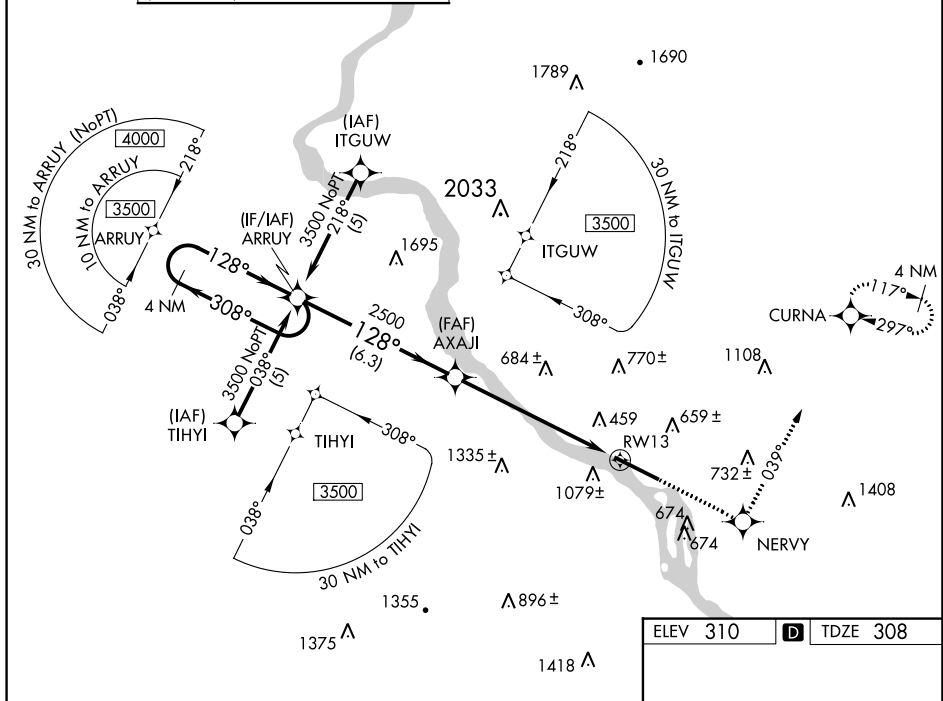 1690
1789
30 NM to ARRUY (NoPT)
4000
218°
10 NM to ARRUY
3500
ARRUY
038°
(IAF)
ITGUW
3500 NoPT
218°
(5)
2033
218°
30 NM to ITGUW
3500
ITGUW
308°
(IF/IAF)
ARRUY
1695
128°
308°
4 NM
4 NM
117°
297°
CURNA
2500
128°
(6.3)
(FAF)
AXAJI
684 ±
770 ±
1108
3500 NoPT
038°
(5)
(IAF)
TIHYI
308°
TIHYI
3500
038°
30 NM to TIHYI
459
659 ±
RW13
1335 ±
1079±
732 ±
039°
1408
674
674
NERVY
896 ±
1355
1375
1418
ELEV 310 D TDZE 308